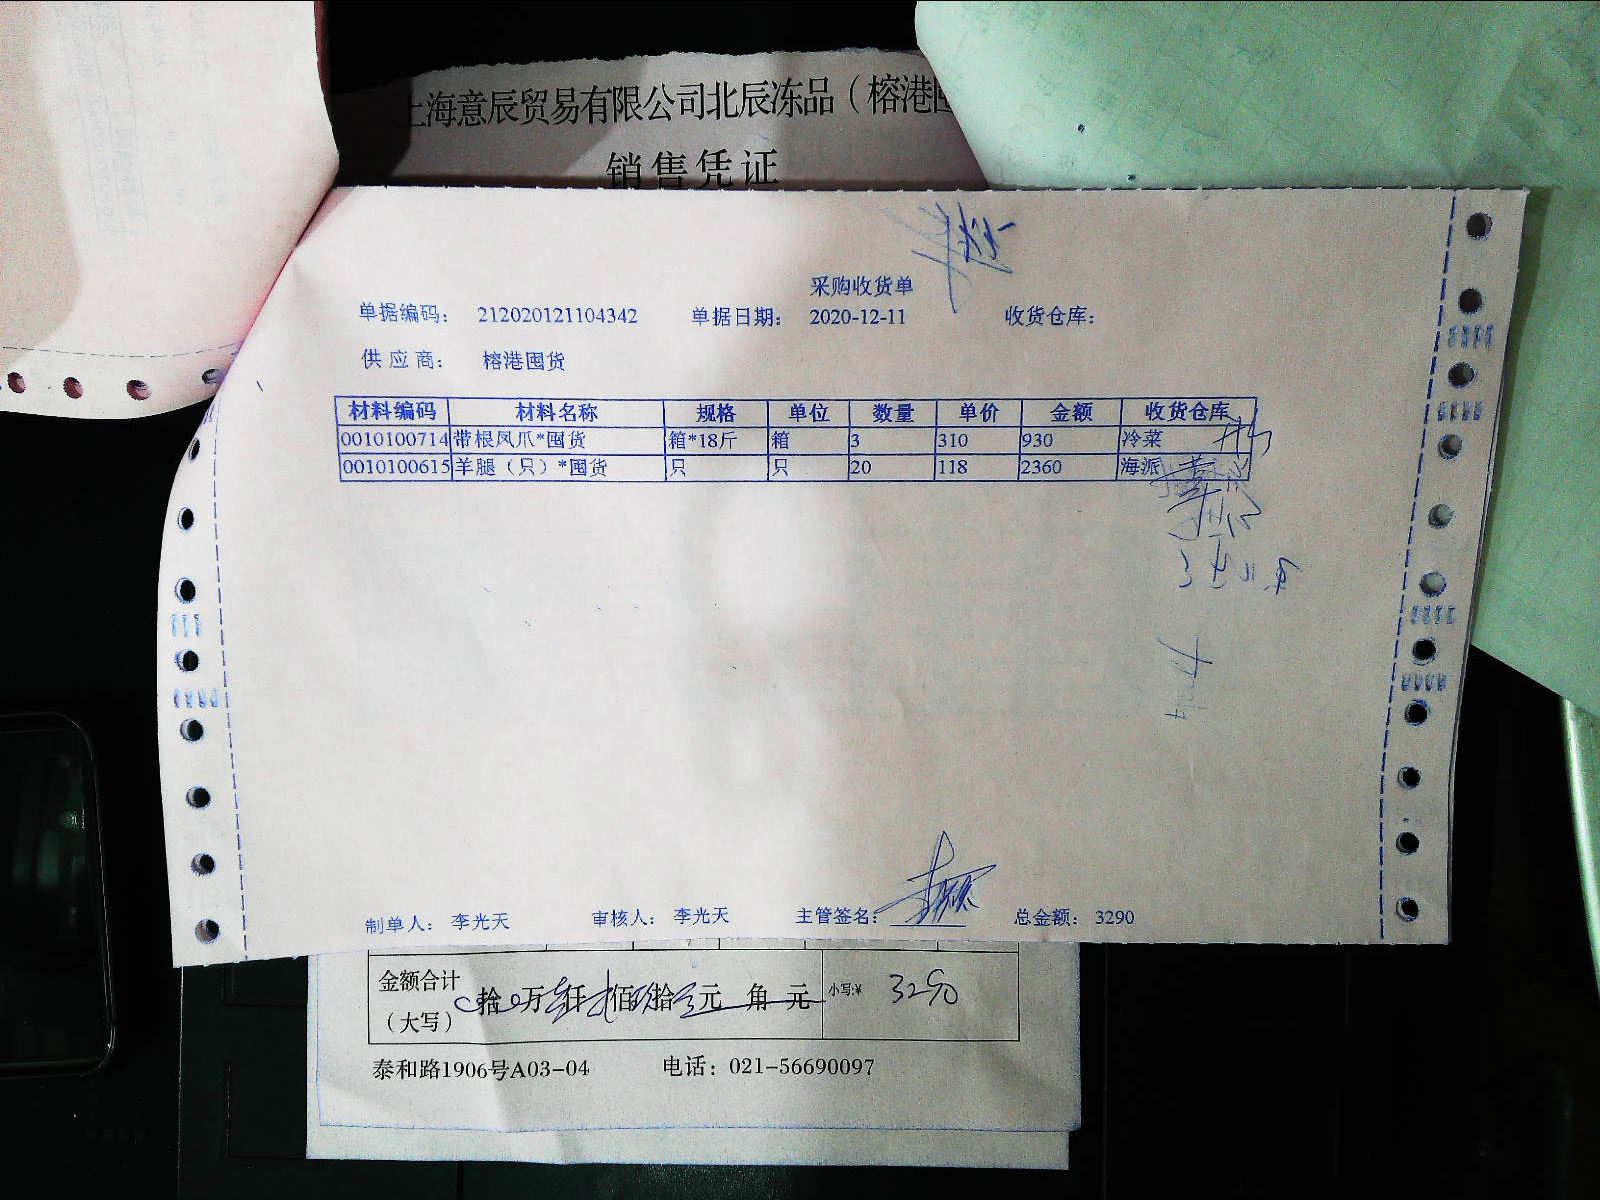 上海意辰贸易有限公司北辰冻品（榕港囤
销售凭证
采购收货单
单据编码： 212020121104342 单据日期： 2020-12-11 收货仓库：
供应商： 榕港囤货
材料编码 材料名称 规格 单位 数量 单价 金额 收货仓库
0010100714 带根凤爪*囤货 箱*18斤 箱 3 310 930 冷菜
0010100615 羊腿（只）*囤货 只 只 20 118 2360 海派
制单人： 李光天 审核人： 李光天 主管签名： 总金额： 3290
金额合计
（大写） 拾 万 仟 佰 拾 元 角 元 小写:¥ 3290
泰和路1906号A03-04 电话：021-56690097